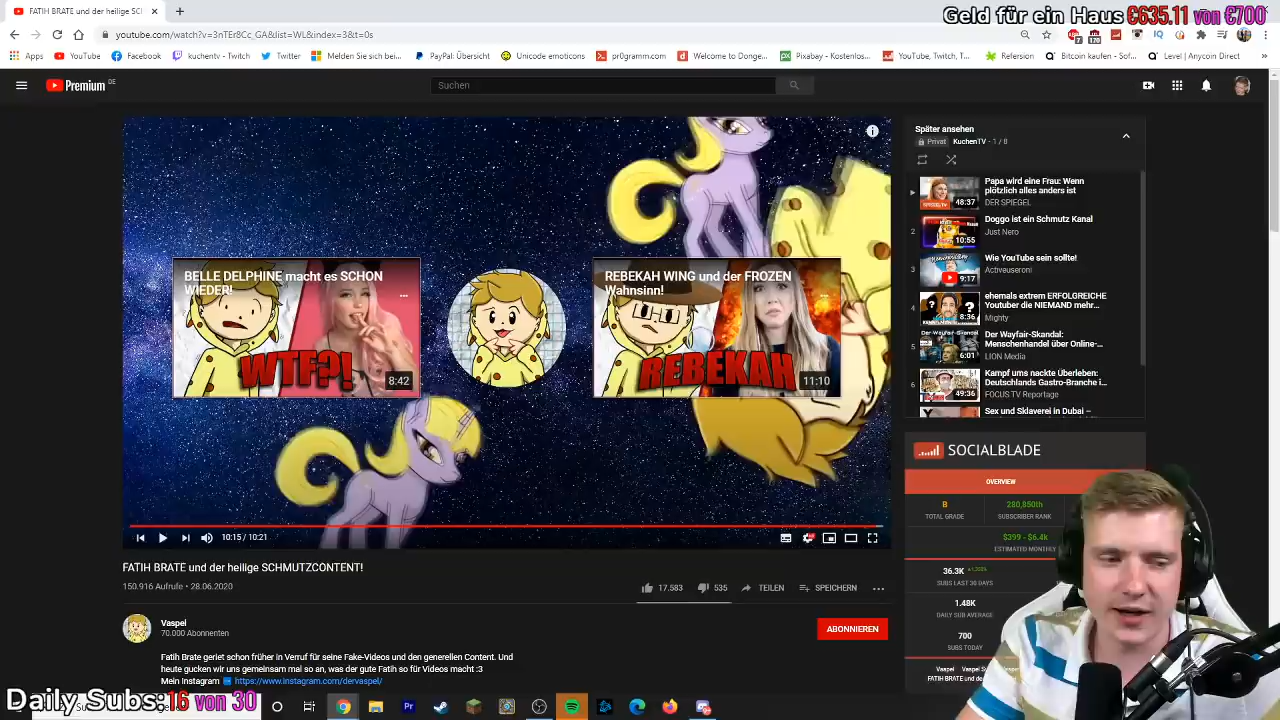 FATIH BRATE und der heilige SCH
Geld für ein Haus €635.11 von €700
youtube.com/watch?v=3nTEr8Cc_GA&list=WL&index=3&t=0s
Apps
YouTube
Facebook
twitch.tv/kuchentv
Twitter
Melden Sie sich bei...
PayPal Übersicht
Unicode emoticons
pr0gramm.com
Welcome to Donge...
Pixabay - Kostenlos...
YouTube, Twitch, T...
Refersion
Bitcoin kaufen - Sof...
Level | Anycoin Direct
Premium DE
Suchen
BELLE DELPHINE macht es SCHON
WIEDER!
WTF?!
8:42
REBEKAH WING und der FROZEN
Wahnsinn!
REBEKAH
11:10
10:15 / 10:21
Später ansehen
Privat KuchenTV - 1 / 8
Papa wird eine Frau: Wenn
plötzlich alles anders ist
DER SPIEGEL
48:37
2
Doggo ist ein Schmutz Kanal
Just Nero
10:55
3
Wie YouTube sein sollte!
Activeuseroni
9:17
4
ehemals extrem ERFOLGREICHE
Youtuber die NIEMAND mehr...
Mighty
8:36
5
Der Wayfair-Skandal:
Menschenhandel über Online-...
LION Media
6:01
6
Kampf ums nackte Überleben:
Deutschlands Gastro-Branche i...
FOCUS TV Reportage
49:36
Sex und Sklaverei in Dubai –
SOCIALBLADE
OVERVIEW
B
TOTAL GRADE
280,850th
SUBSCRIBER RANK
$399 - $6.4k
ESTIMATED MONTHLY
36.3K
SUBS LAST 30 DAYS
1.48K
DAILY SUB AVERAGE
700
SUBS TODAY
FATIH BRATE und der heilige SCHMUTZCONTENT!
150.916 Aufrufe • 28.06.2020
17.583
535
TEILEN
SPEICHERN
Vaspel
70.000 Abonnenten
ABONNIEREN
Fatih Brate geriet schon früher in Verruf für seine Fake-Videos und den generellen Content. Und
heute gucken wir uns gemeinsam mal so an, was der gute Fatih so für Videos macht :3
Mein Instagram https://www.instagram.com/dervaspel/
Daily Subs: 16 von 30